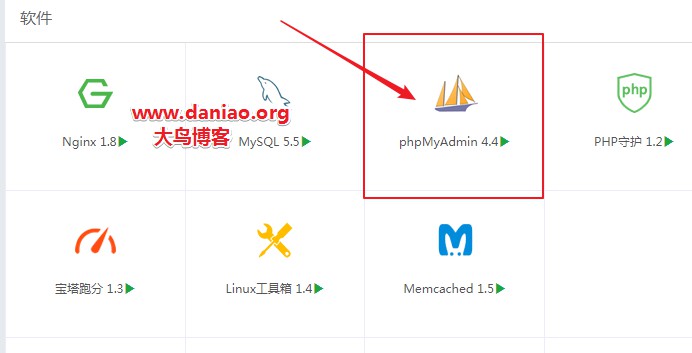 软件
www.daniao.org
大鸟博客
Nginx 1.8
MySQL 5.5
phpMyAdmin 4.4
php
PHP守护 1.2
宝塔跑分 1.3
Linux工具箱 1.4
Memcached 1.5